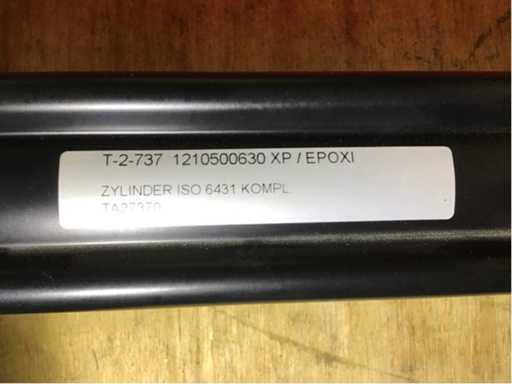 T-2-737 1210500630 XP / EPOXI
ZYLINDER ISO 6431 KOMPL.